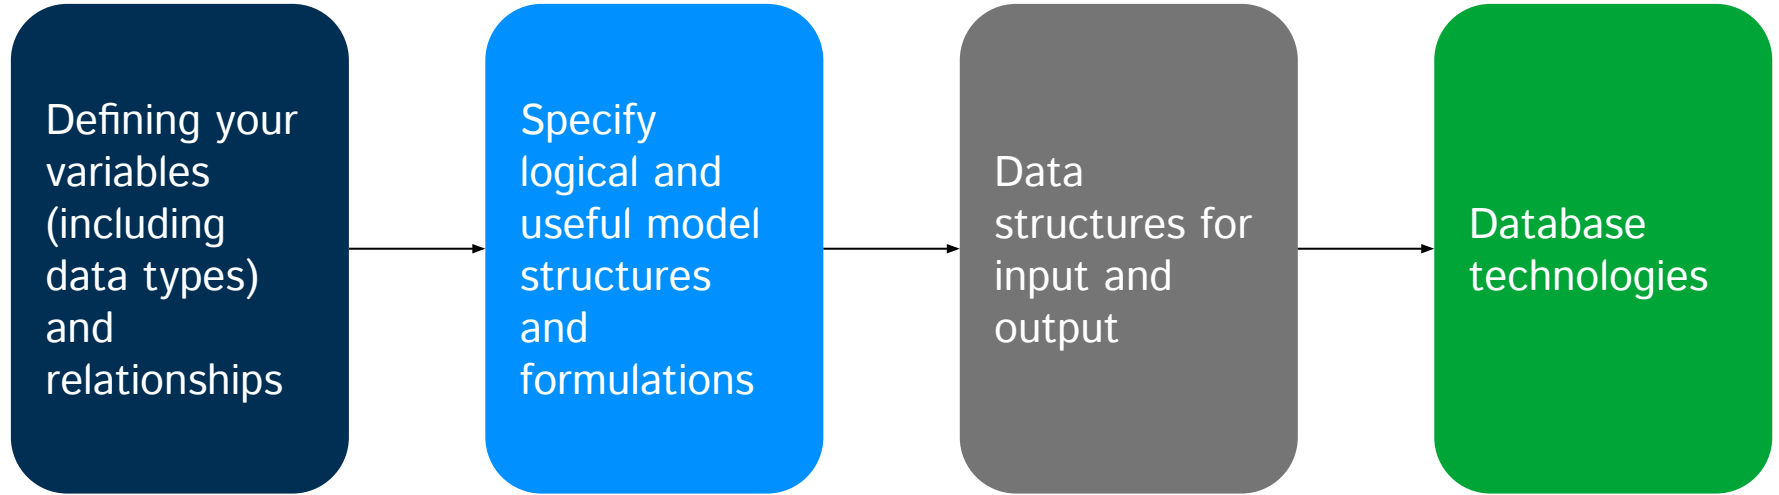 Defining your
variables
(including
data types)
and
relationships
Specify
logical and
useful model
structures
and
formulations
Data
structures for
input and
output
Database
technologies